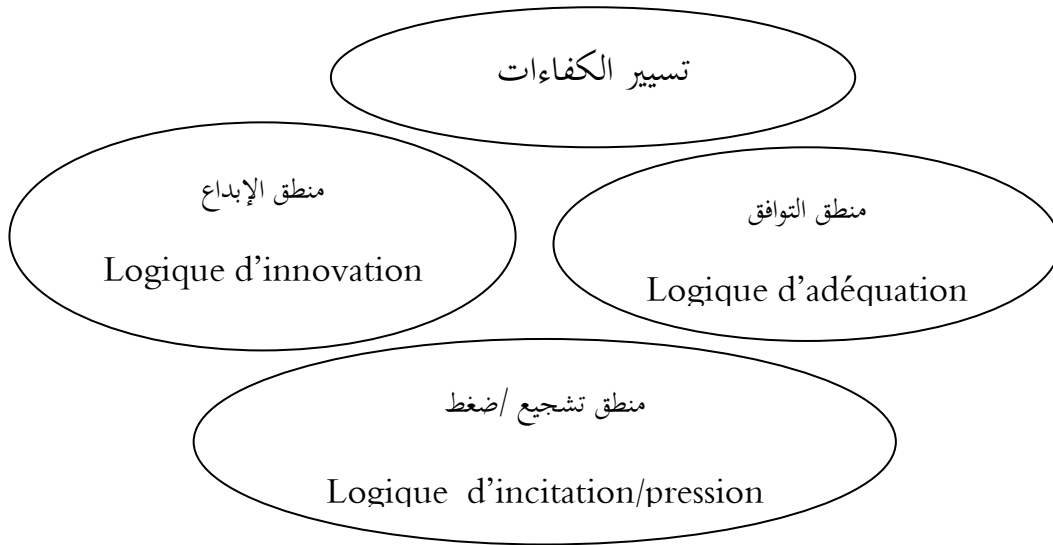 تسيير الكفاءات
منطق التوافق
Logique d'adéquation
منطق الإبداع
Logique d'innovation
منطق تشجيع /ضغط
Logique d'incitation/pression